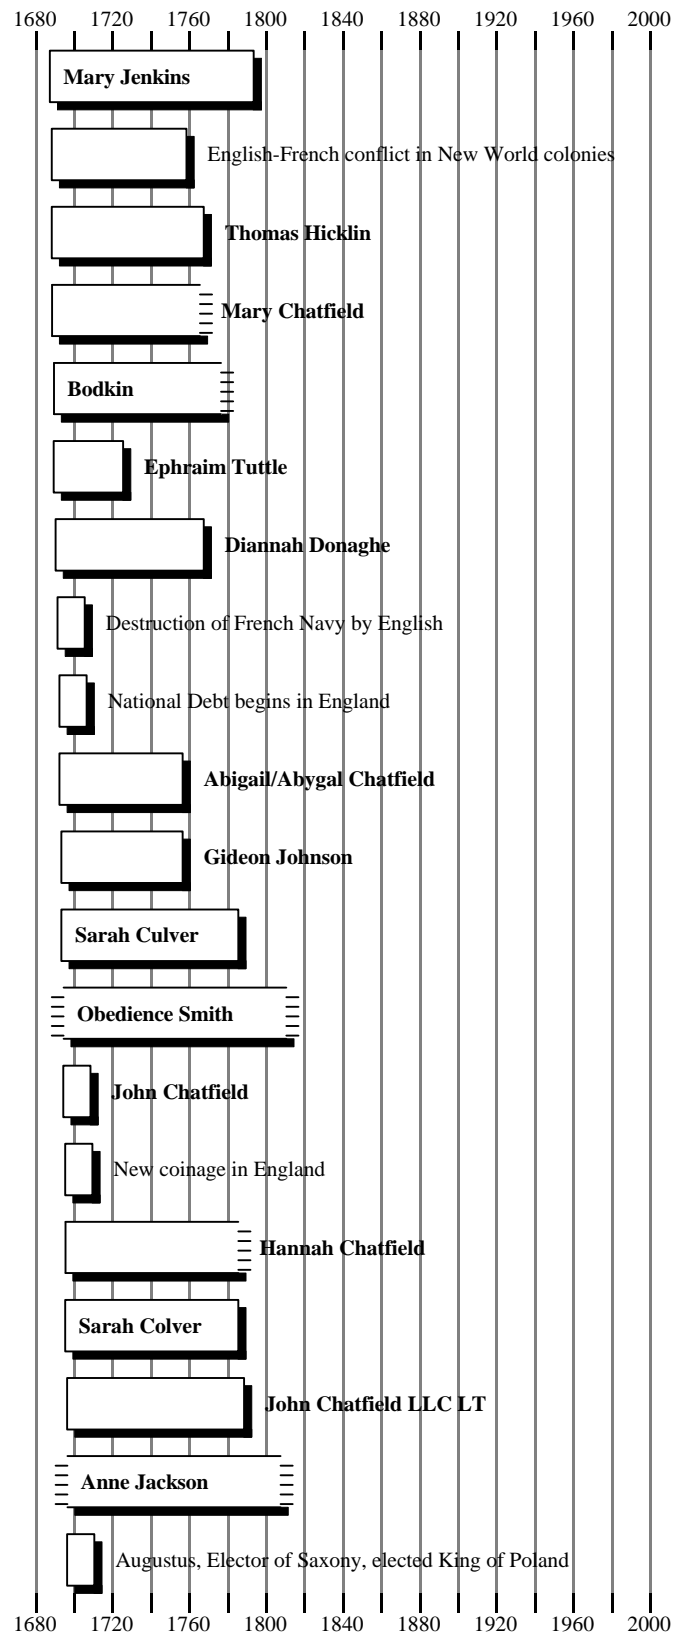 1680 1720 1760 1800 1840 1880 1920 1960 2000
Mary Jenkins
English-French conflict in New World colonies
Thomas Hicklin
Mary Chatfield
Bodkin
Ephraim Tuttle
Diannah Donaghe
Destruction of French Navy by English
National Debt begins in England
Abigail/Abygal Chatfield
Gideon Johnson
Sarah Culver
Obedience Smith
John Chatfield
New coinage in England
Hannah Chatfield
Sarah Colver
John Chatfield LLC LT
Anne Jackson
Augustus, Elector of Saxony, elected King of Poland
1680 1720 1760 1800 1840 1880 1920 1960 2000